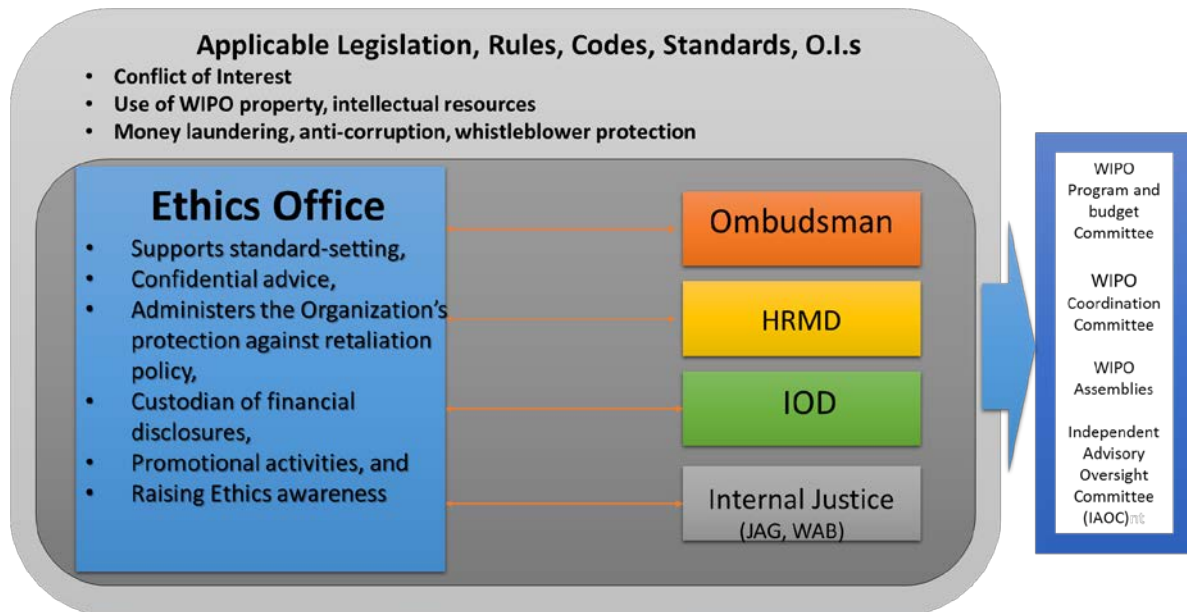 Applicable Legislation, Rules, Codes, Standards, O.I.s
• Conflict of Interest
• Use of WIPO property, intellectual resources
• Money laundering, anti-corruption, whistleblower protection
Ethics Office
• Supports standard-setting,
• Confidential advice,
• Administers the Organization's
protection against retaliation
policy,
• Custodian of financial
disclosures,
• Promotional activities, and
• Raising Ethics awareness
Ombudsman
HRMD
IOD
Internal Justice
(JAG, WAB)
WIPO
Program and
budget
Committee
WIPO
Coordination
Committee
WIPO
Assemblies
Independent
Advisory
Oversight
Committee
(IAOC)nt